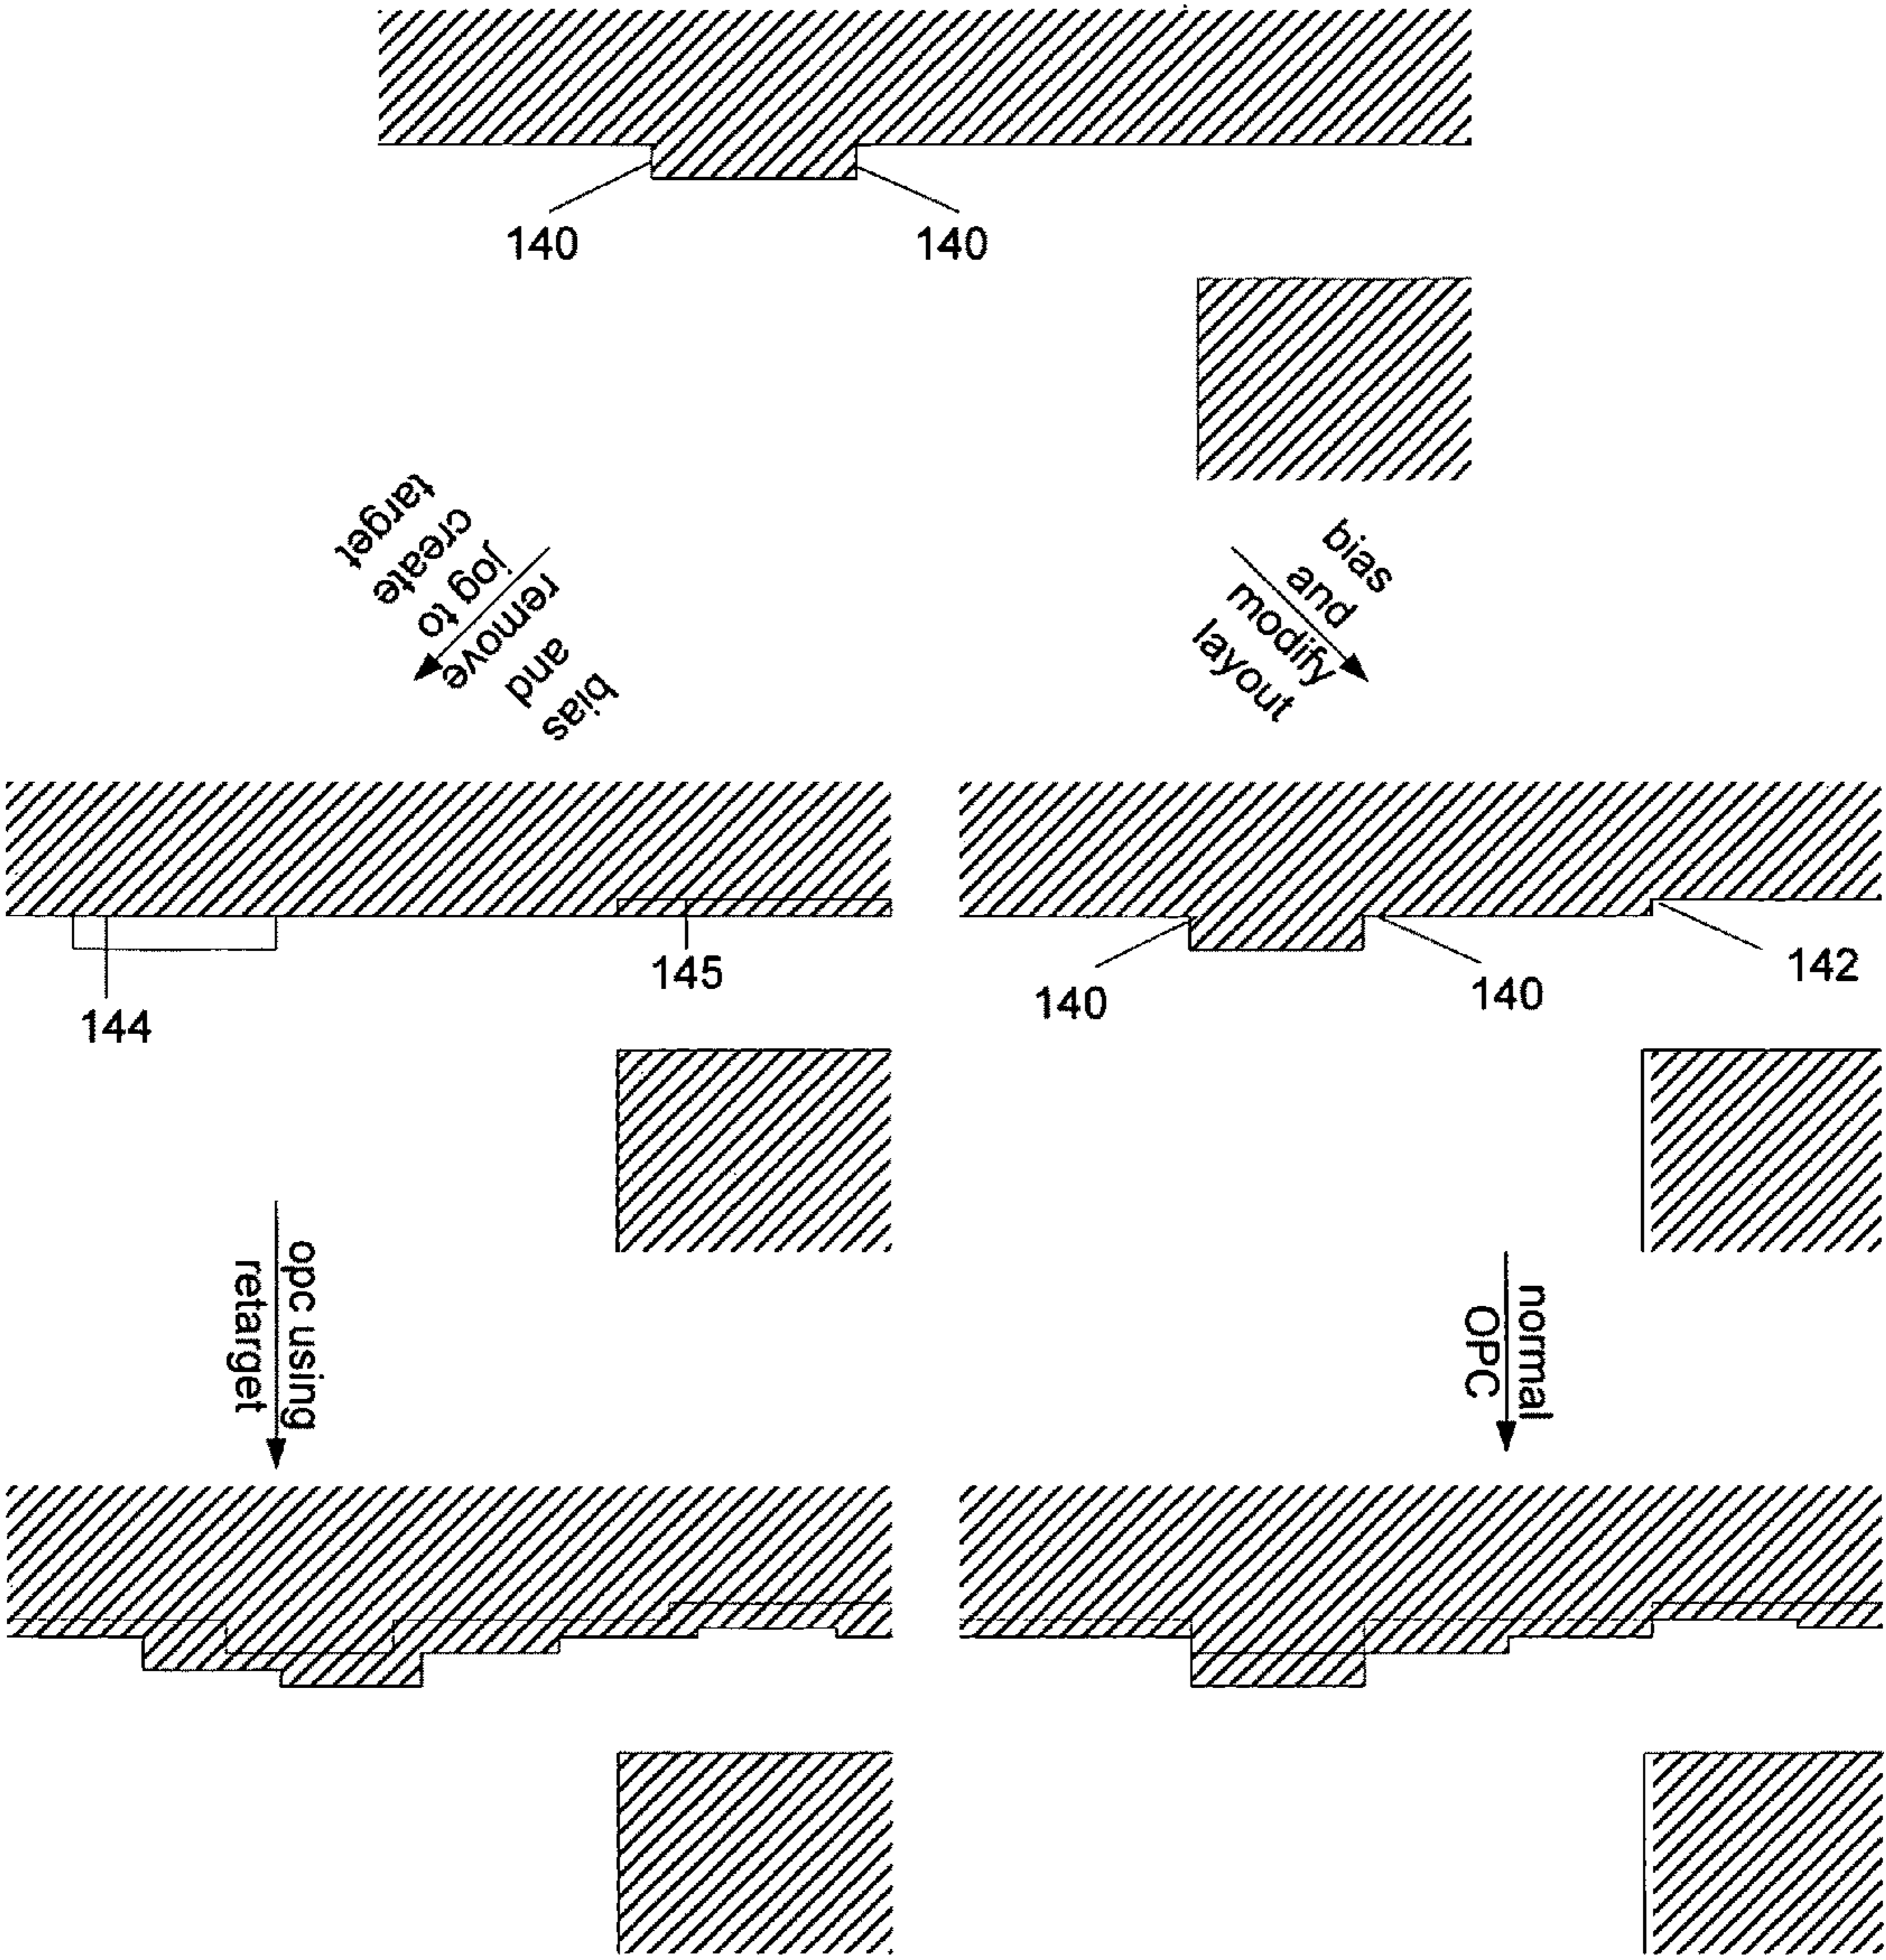 140
140
bias
and
remove
jog to
create
target
bias
and
modify
layout
144
145
140
140
142
opc using
retarget
normal
OPC